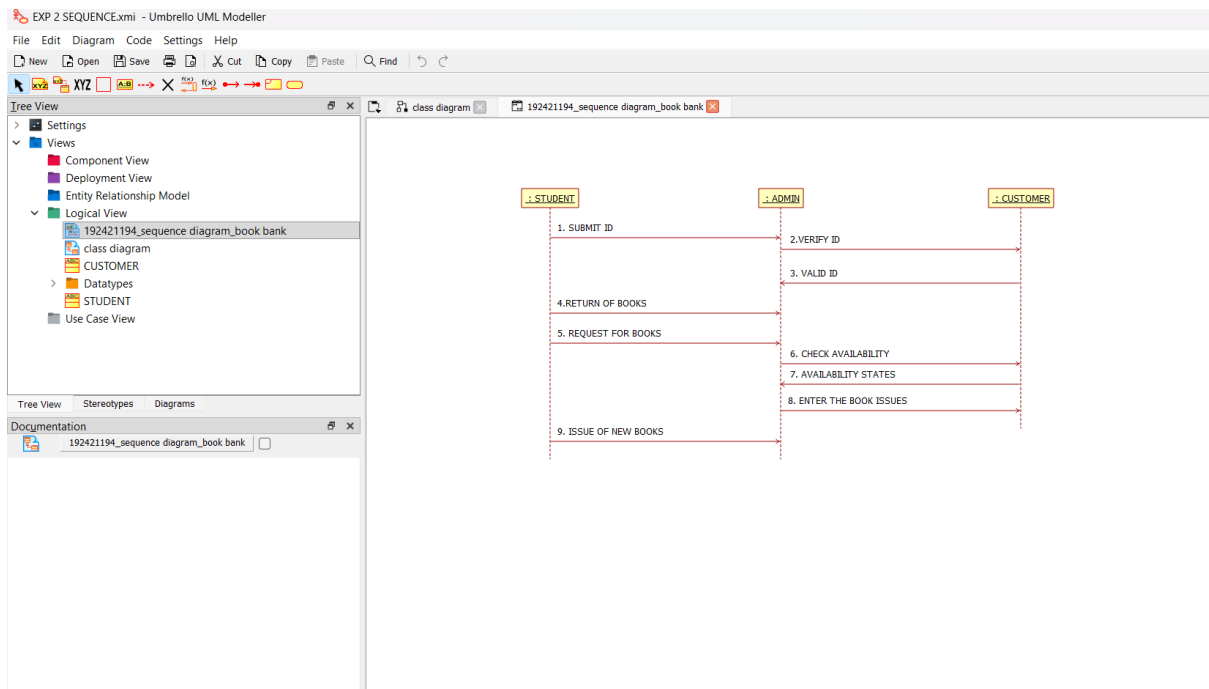 EXP 2 SEQUENCE.xmi - Umbrello UML Modeller
File Edit Diagram Code Settings Help
New Open Save Cut Copy Paste Find
XYZ XYZ A:B f(x) f(x)
Tree View
class diagram 192421194_sequence diagram_book bank
Settings
Views
Component View
Deployment View
Entity Relationship Model
Logical View
192421194_sequence diagram_book bank
class diagram
ABC CUSTOMER
Datatypes
ABC STUDENT
Use Case View
Tree View Stereotypes Diagrams
Documentation
192421194_sequence diagram_book bank
: STUDENT : ADMIN : CUSTOMER
1. SUBMIT ID
2.VERIFY ID
3. VALID ID
4.RETURN OF BOOKS
5. REQUEST FOR BOOKS
6. CHECK AVAILABILITY
7. AVAILABILITY STATES
8. ENTER THE BOOK ISSUES
9. ISSUE OF NEW BOOKS